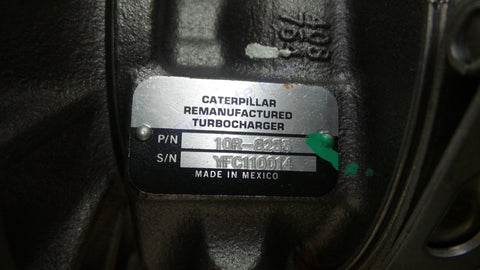 CATERPILLAR
REMANUFACTURED
TURBOCHARGER
P/N
S/N YFC110014
MADE IN MEXICO